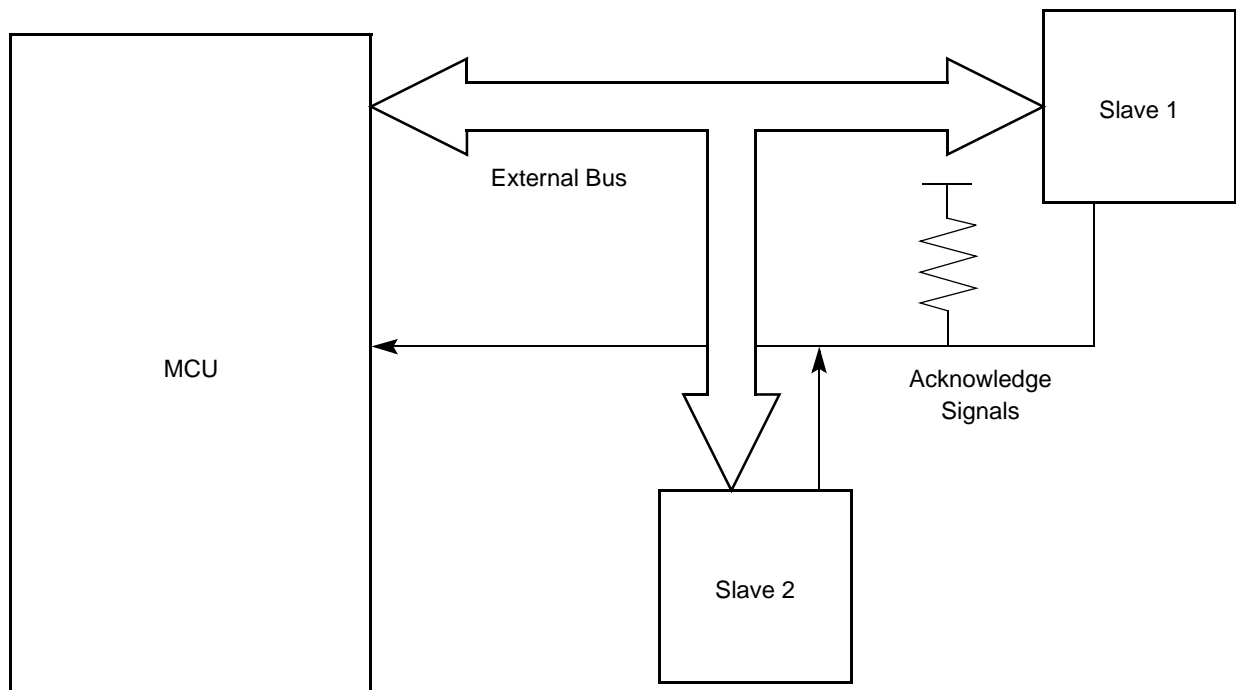 Slave 1
External Bus
MCU
Acknowledge
Signals
Slave 2